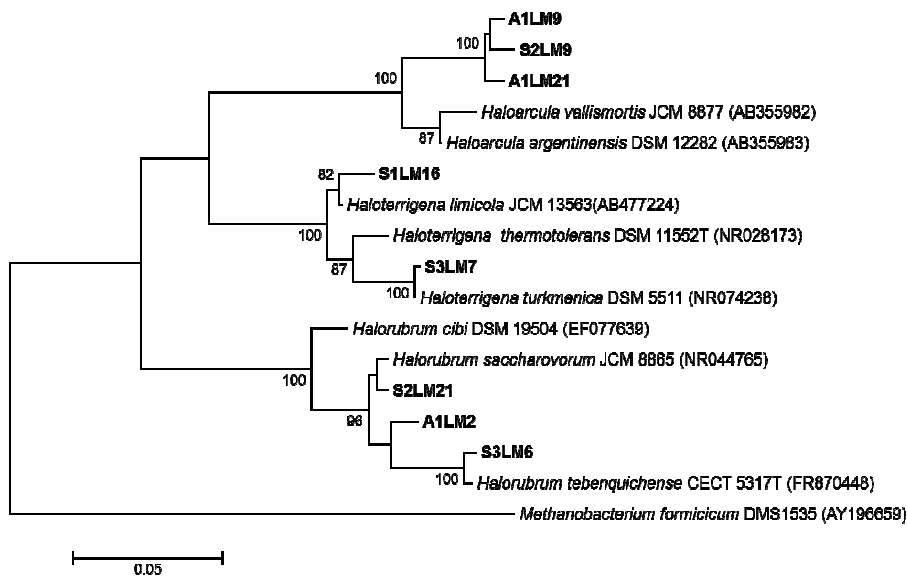 A1LM9
100
S2LM9
100
A1LM21
Haloarcula vallismortis JCM 8877 (AB355982)
87
Haloarcula argentinensis DSM 12282 (AB355983)
82
S1LM16
Haloterrigena limicola JCM 13563(AB477224)
100
Haloterrigena thermotolerans DSM 11552T (NR028173)
87
S3LM7
100
Haloterrigena turkmenica DSM 5511 (NR074238)
Halorubrum cibi DSM 19504 (EF077639)
100
Halorubrum saccharovorum JCM 8865 (NR044765)
S2LM21
96
A1LM2
S3LM6
100
Halorubrum tebenquichense CECT 5317T (FR870448)
Methanobacterium formicicum DMS1535 (AY196659)
0.05